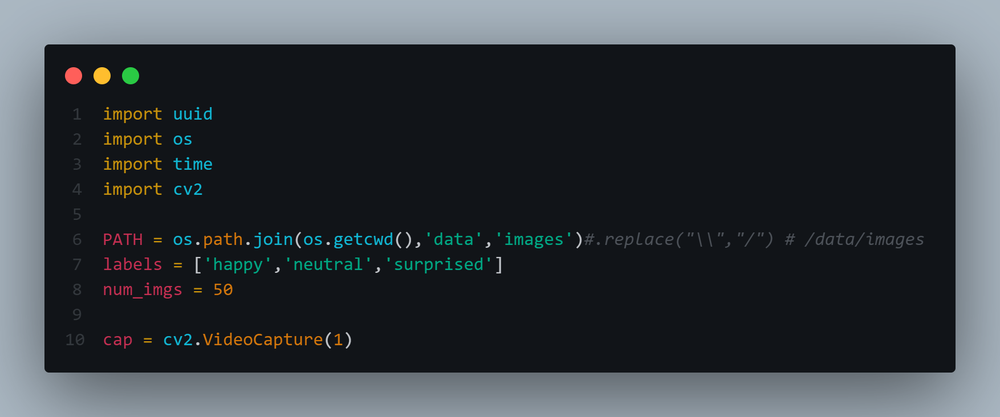 1 import uuid
2 import os
3 import time
4 import cv2
5
6 PATH = os.path.join(os.getcwd(),'data','images')#.replace("\\","/") # /data/images
7 labels = ['happy','neutral','surprised']
8 num_imgs = 50
9
10 cap = cv2.VideoCapture(1)